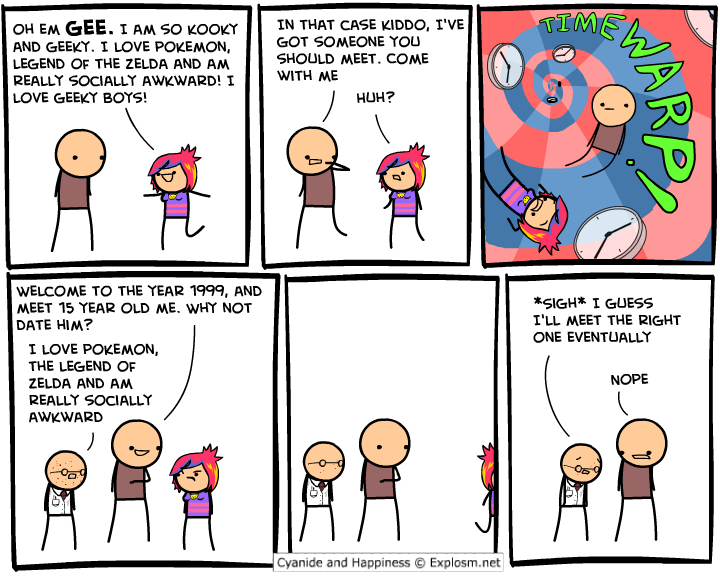 OH EM GEE. I AM SO KOOKY
AND GEEKY. I LOVE POKEMON,
LEGEND OF THE ZELDA AND AM
REALLY SOCIALLY AWKWARD! I
LOVE GEEKY BOYS!
IN THAT CASE KIDDO, I'VE
GOT SOMEONE YOU
SHOULD MEET. COME
WITH ME
HUH?
TIME WARP!
WELCOME TO THE YEAR 1999, AND
MEET 15 YEAR OLD ME. WHY NOT
DATE HIM?
I LOVE POKEMON,
THE LEGEND OF
ZELDA AND AM
REALLY SOCIALLY
AWKWARD
*SIGH* I GUESS
I'LL MEET THE RIGHT
ONE EVENTUALLY
NOPE
Cyanide and Happiness © Explosm.net